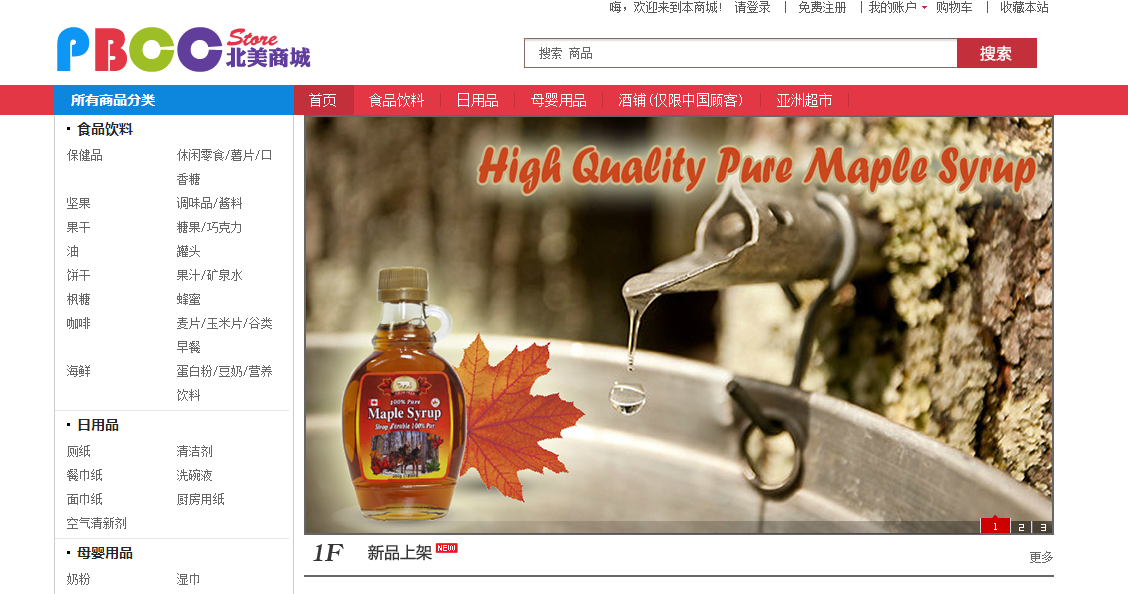 嗨，欢迎来到本商城! 请登录 | 免费注册 | 我的账户 购物车 | 收藏本站
PBCC Store 北美商城
搜索 商品
搜索
所有商品分类
首页
食品饮料
日用品
母婴用品
酒铺(仅限中国顾客)
亚洲超市
食品饮料
保健品
休闲零食/薯片/口
香糖
坚果
调味品/酱料
果干
糖果/巧克力
油
罐头
饼干
果汁/矿泉水
枫糖
蜂蜜
咖啡
麦片/玉米片/谷类
早餐
海鲜
蛋白粉/豆奶/营养
饮料
日用品
厕纸
清洁剂
餐巾纸
洗碗液
面巾纸
厨房用纸
空气清新剂
母婴用品
奶粉
湿巾
High Quality Pure Maple Syrup
100% Pure
Maple Syrup
Sirop d'érable 100% Pur
1 2 3
1F 新品上架 NEW
更多